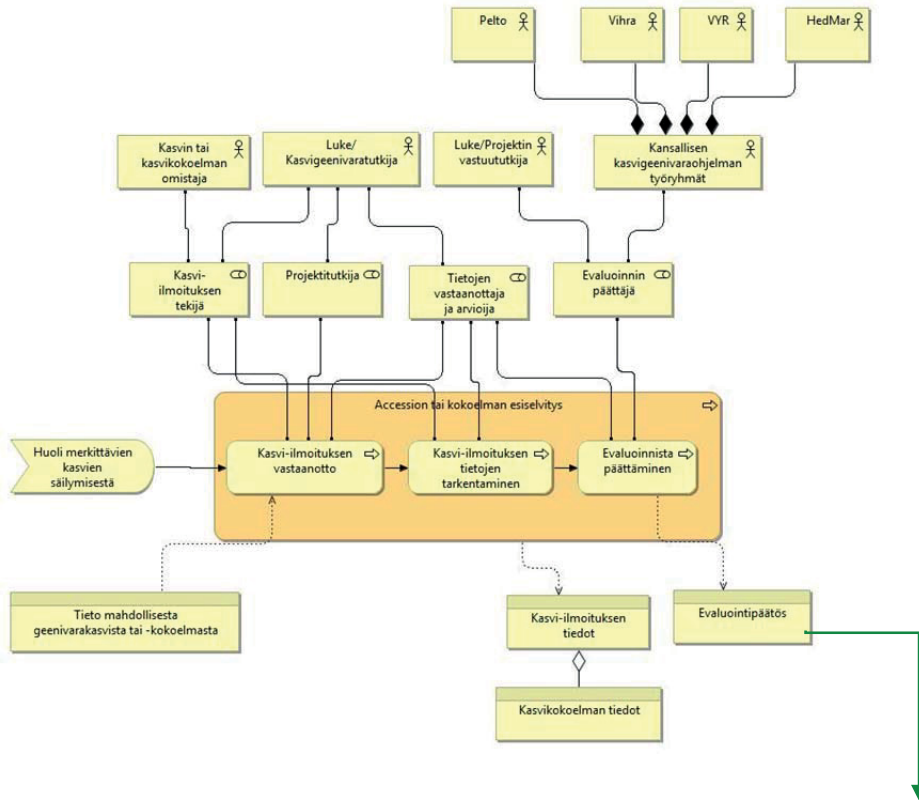 Pelto
Vihra
VYR
HedMar
Kasvin tai
kasvikokoelman
omistaja
Luke/
Kasvigeenivaratutkija
Luke/Projektin
vastuututkija
Kansallisen
kasvigeenivaraohjelman
työryhmät
Kasvi-
ilmoituksen
tekijä
Projektitutkija
Tietojen
vastaanottaja
ja arvioija
Evaluoinnin
päättäjä
Accession tai kokoelman esiselvitys
Huoli merkittävien
kasvien
säilymisestä
Kasvi-ilmoituksen
vastaanotto
Kasvi-ilmoituksen
tietojen
tarkentaminen
Evaluoinnista
päättäminen
Tieto mahdollisesta
geenivarakasvista tai -kokoelmasta
Kasvi-ilmoituksen
tiedot
Evaluointipäätös
Kasvikokoelman tiedot